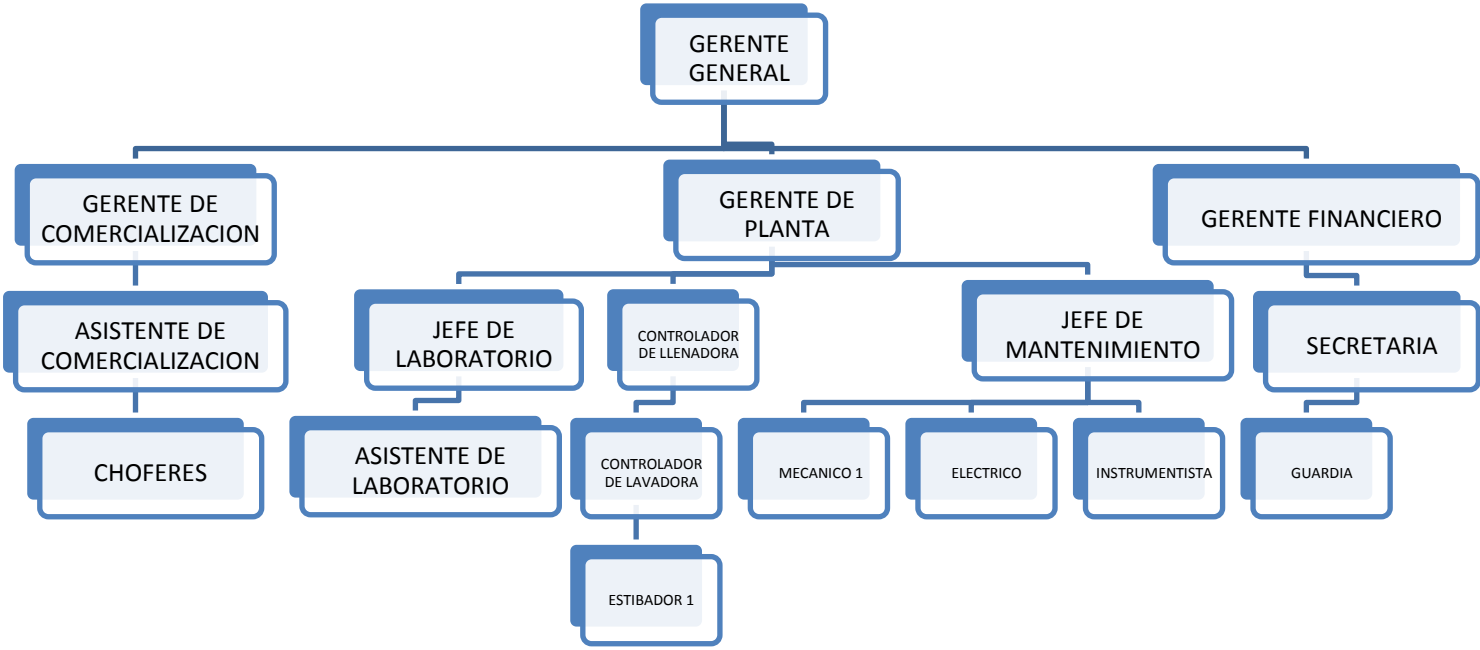 GERENTE
GENERAL
GERENTE DE
COMERCIALIZACION
GERENTE DE
PLANTA
GERENTE FINANCIERO
ASISTENTE DE
COMERCIALIZACION
JEFE DE
LABORATORIO
CONTROLADOR
DE LLENADORA
JEFE DE
MANTENIMIENTO
SECRETARIA
CHOFERES
ASISTENTE DE
LABORATORIO
CONTROLADOR
DE LAVADORA
MECANICO 1
ELECTRICO
INSTRUMENTISTA
GUARDIA
ESTIBADOR 1